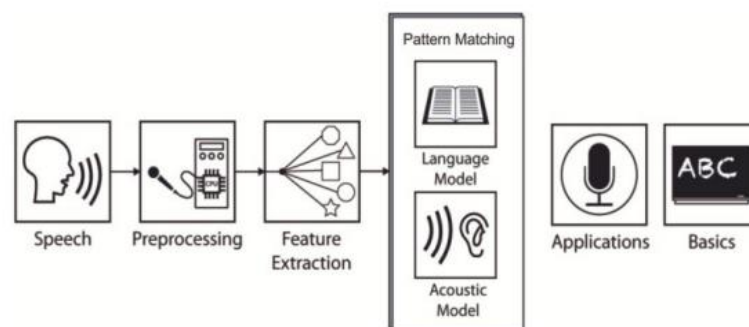 Pattern Matching
Language
Model
Speech
Preprocessing
Feature
Extraction
Acoustic
Model
Applications
ABC
Basics